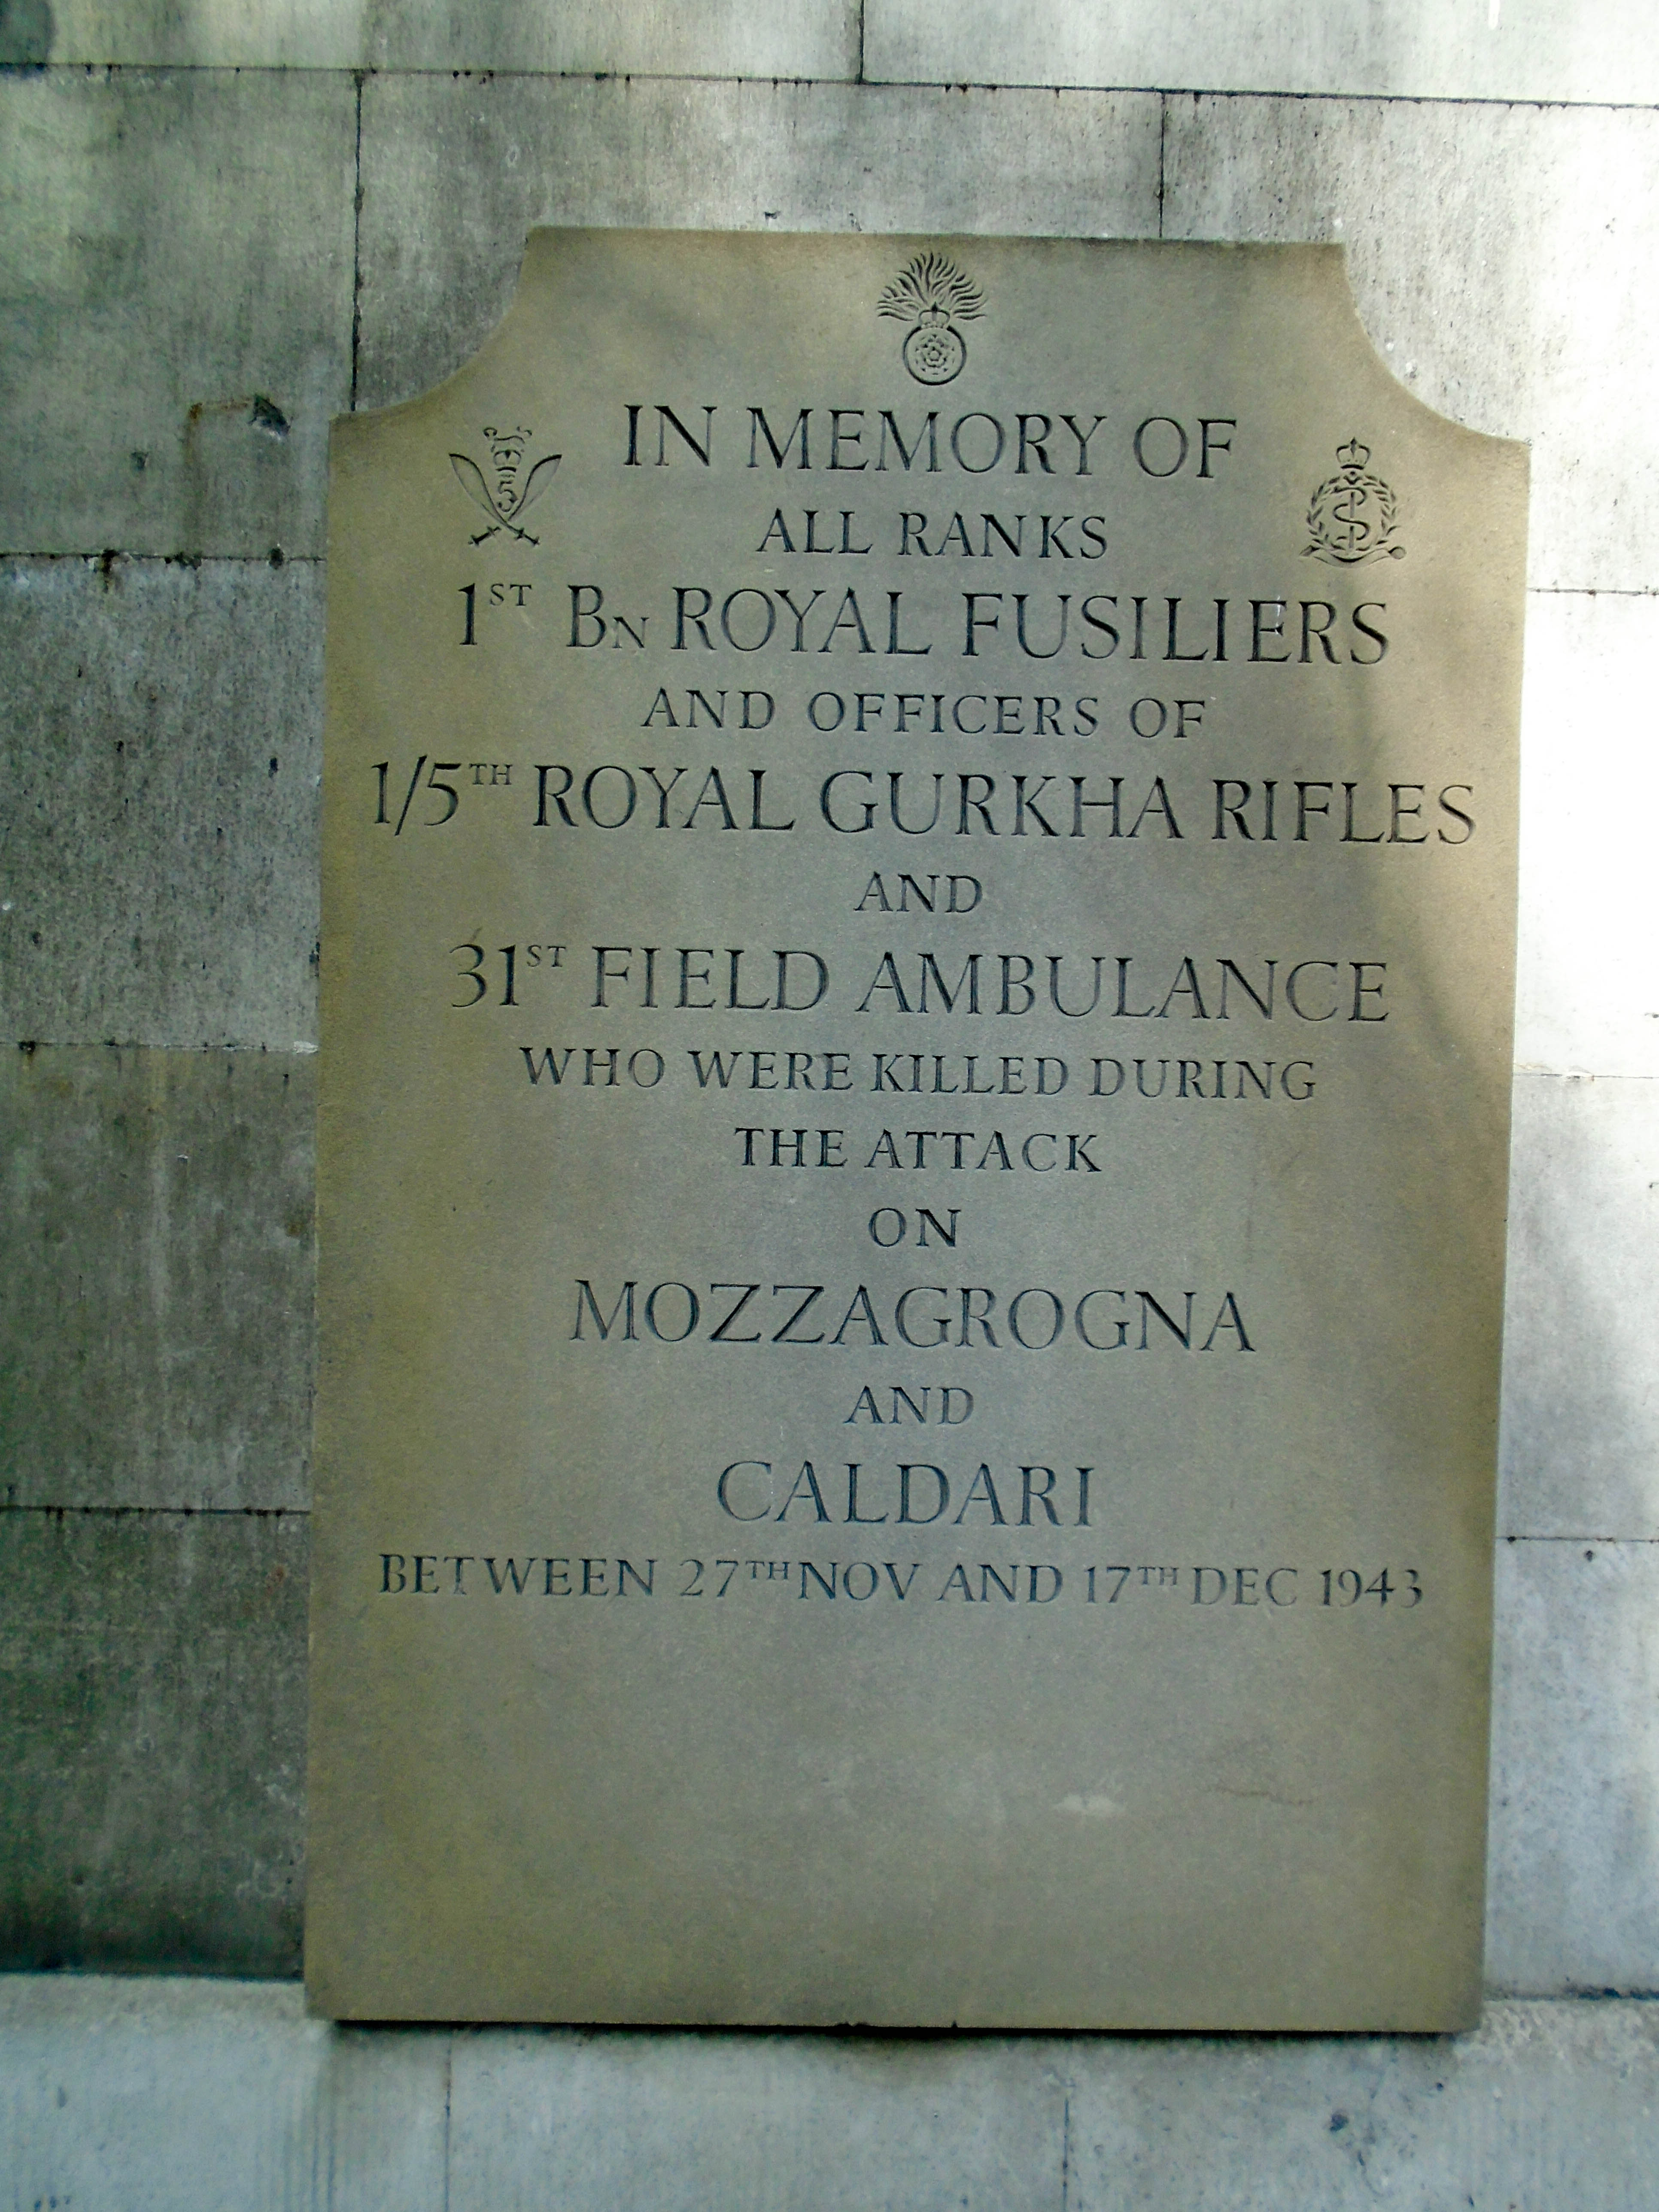 IN MEMORY OF
ALL RANKS
1ST BN ROYAL FUSILIERS
AND OFFICERS OF
1/5TH ROYAL GURKHA RIFLES
AND
31ST FIELD AMBULANCE
WHO WERE KILLED DURING
THE ATTACK
ON
MOZZAGROGNA
AND
CALDARI
BETWEEN 27TH NOV AND 17TH DEC 1943